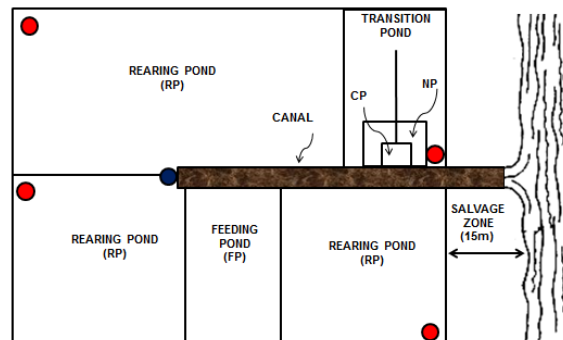 TRANSITION
POND
REARING POND
(RP)
CP
NP
CANAL
SALVAGE
ZONE
(15m)
REARING POND
(RP)
FEEDING
POND
(FP)
REARING POND
(RP)